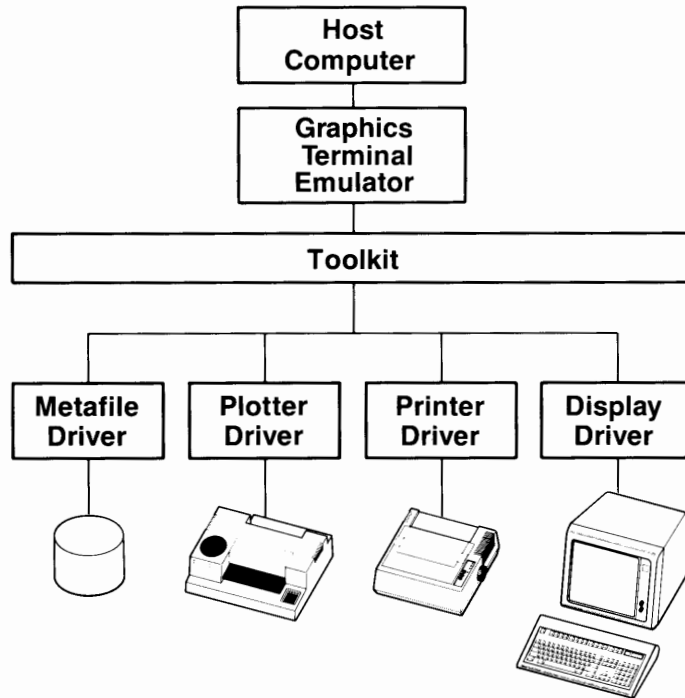 Host
Computer
Graphics
Terminal
Emulator
Toolkit
Metafile
Driver
Plotter
Driver
Printer
Driver
Display
Driver